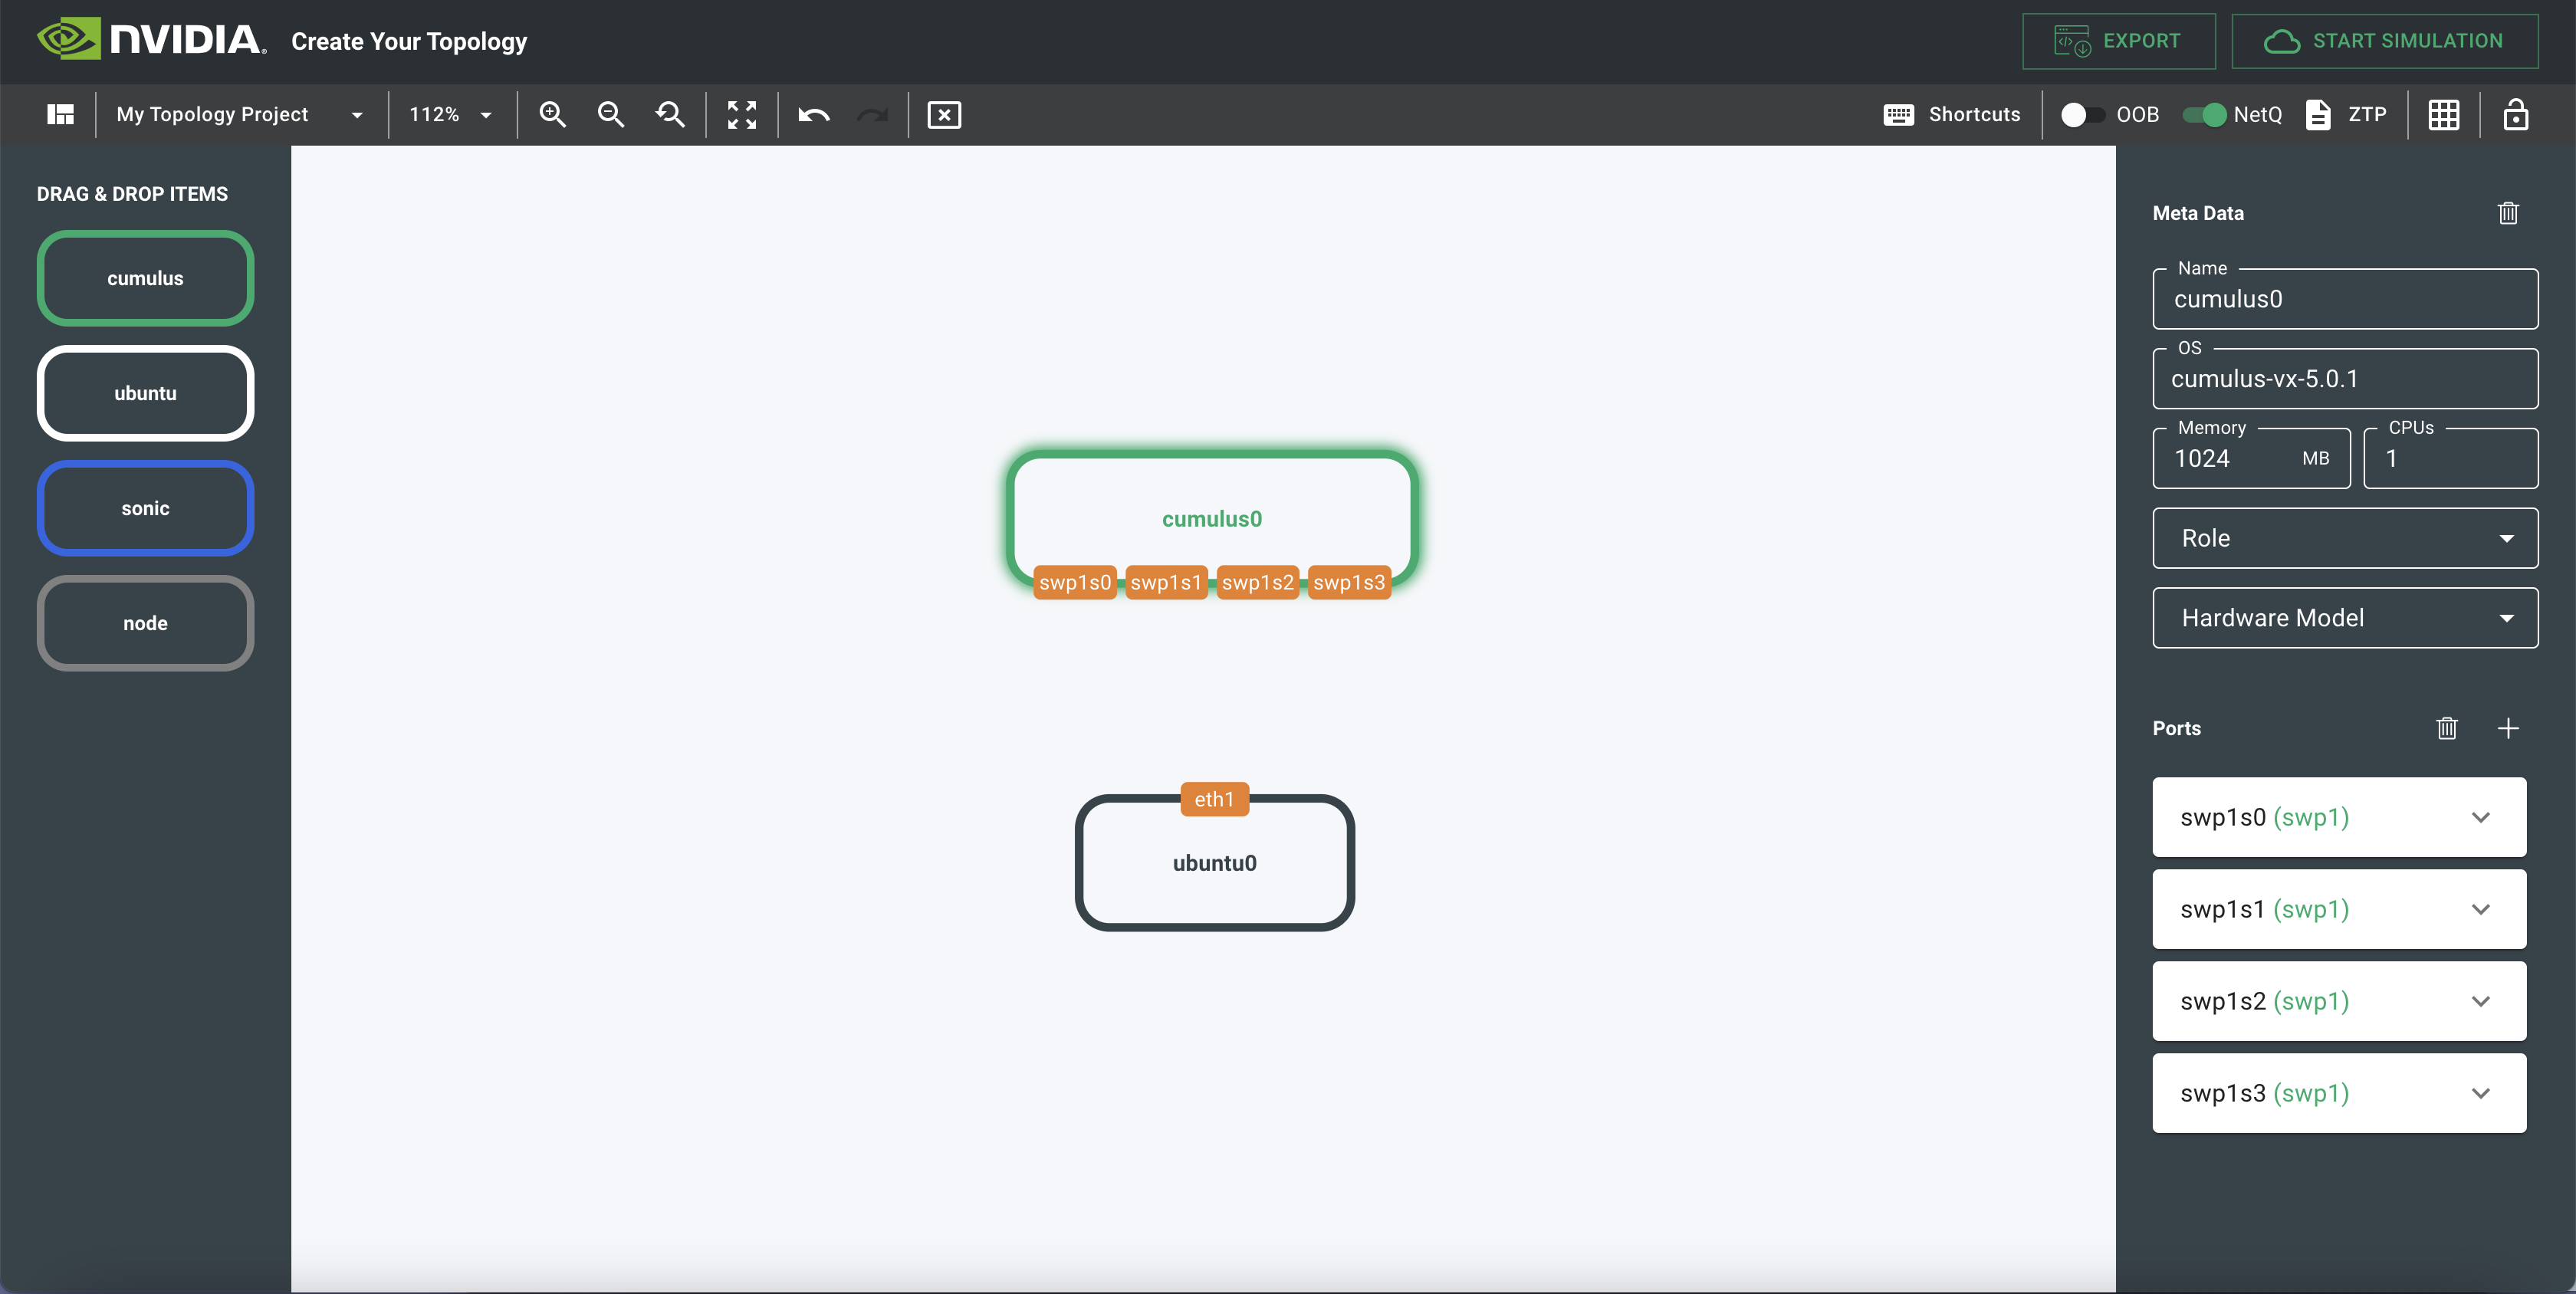 NVIDIA. Create Your Topology
EXPORT
START SIMULATION
My Topology Project
112%
Shortcuts
OOB
NetQ
ZTP
DRAG & DROP ITEMS
cumulus
ubuntu
sonic
node
cumulus0
swp1s0 swp1s1 swp1s2 swp1s3
eth1
ubuntu0
Meta Data
Name
cumulus0
OS
cumulus-vx-5.0.1
Memory
1024 MB
CPUs
1
Role
Hardware Model
Ports
swp1s0 (swp1)
swp1s1 (swp1)
swp1s2 (swp1)
swp1s3 (swp1)